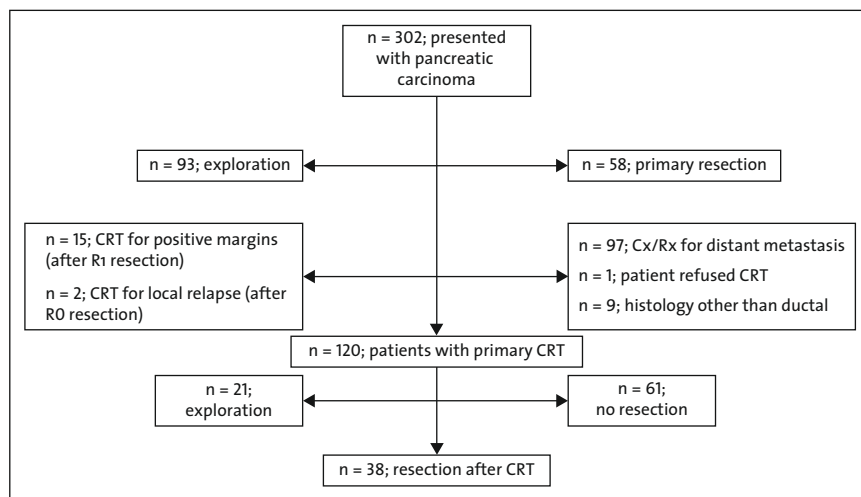 n = 302; presented
with pancreatic
carcinoma
n = 93; exploration
n = 58; primary resection
n = 15; CRT for positive margins
(after R1 resection)
n = 2; CRT for local relapse (after
R0 resection)
n = 97; Cx/Rx for distant metastasis
n = 1; patient refused CRT
n = 9; histology other than ductal
n = 120; patients with primary CRT
n = 21;
exploration
n = 61;
no resection
n = 38; resection after CRT